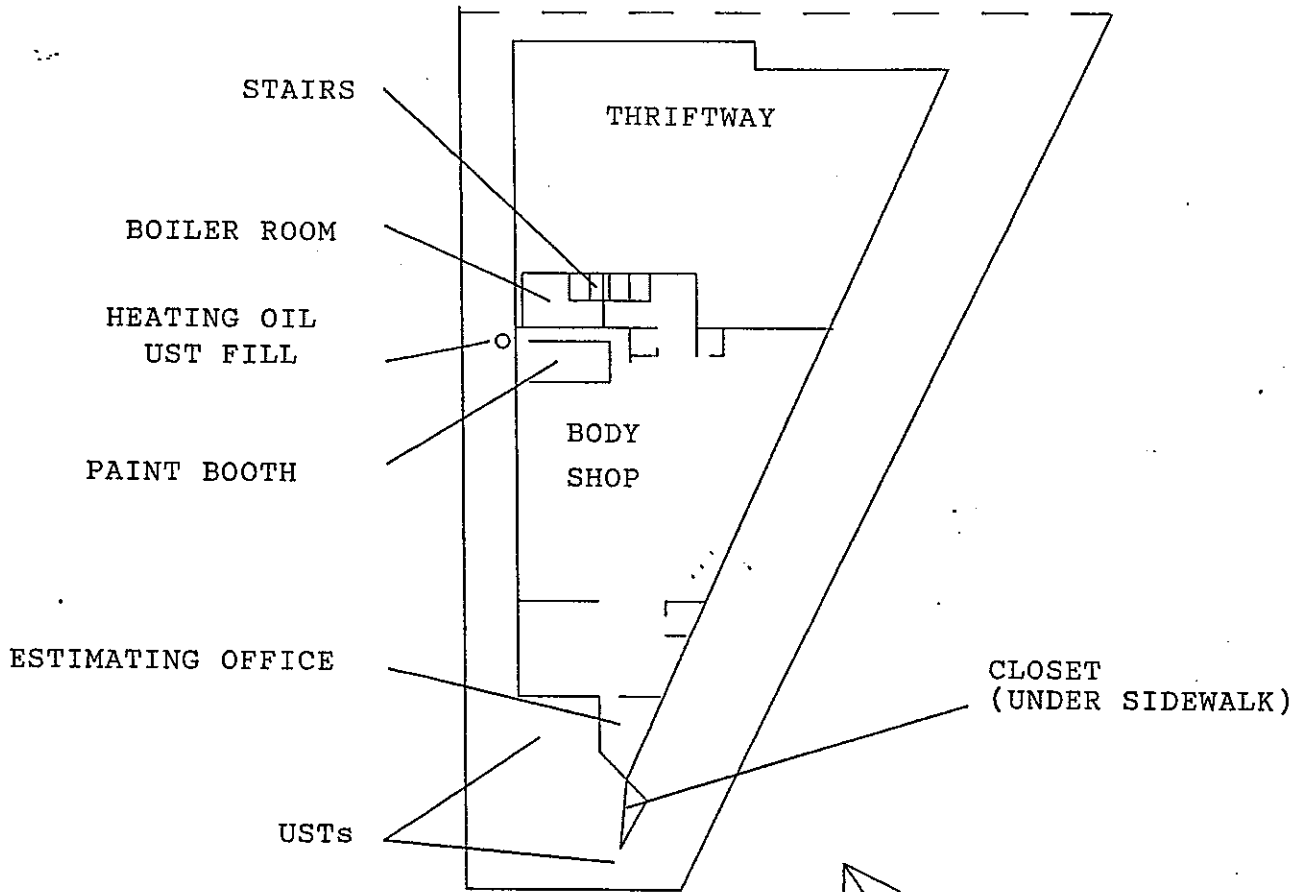 STAIRS
THRIFTWAY
BOILER ROOM
HEATING OIL
UST FILL
PAINT BOOTH
BODY
SHOP
ESTIMATING OFFICE
CLOSET
(UNDER SIDEWALK)
USTs